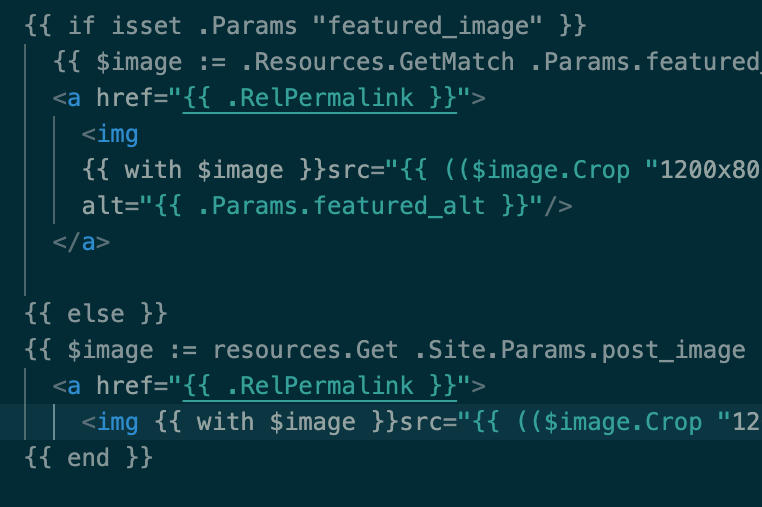 {{ if isset .Params "featured_image" }}
{{ $image := .Resources.GetMatch .Params.featured_
<a href="{{ .RelPermalink }}">
<img
{{ with $image }}src="{{ (($image.Crop "1200x80
alt="{{ .Params.featured_alt }}"/>
</a>
{{ else }}
{{ $image := resources.Get .Site.Params.post_image
<a href="{{ .RelPermalink }}">
<img {{ with $image }}src="{{ (($image.Crop "12
{{ end }}